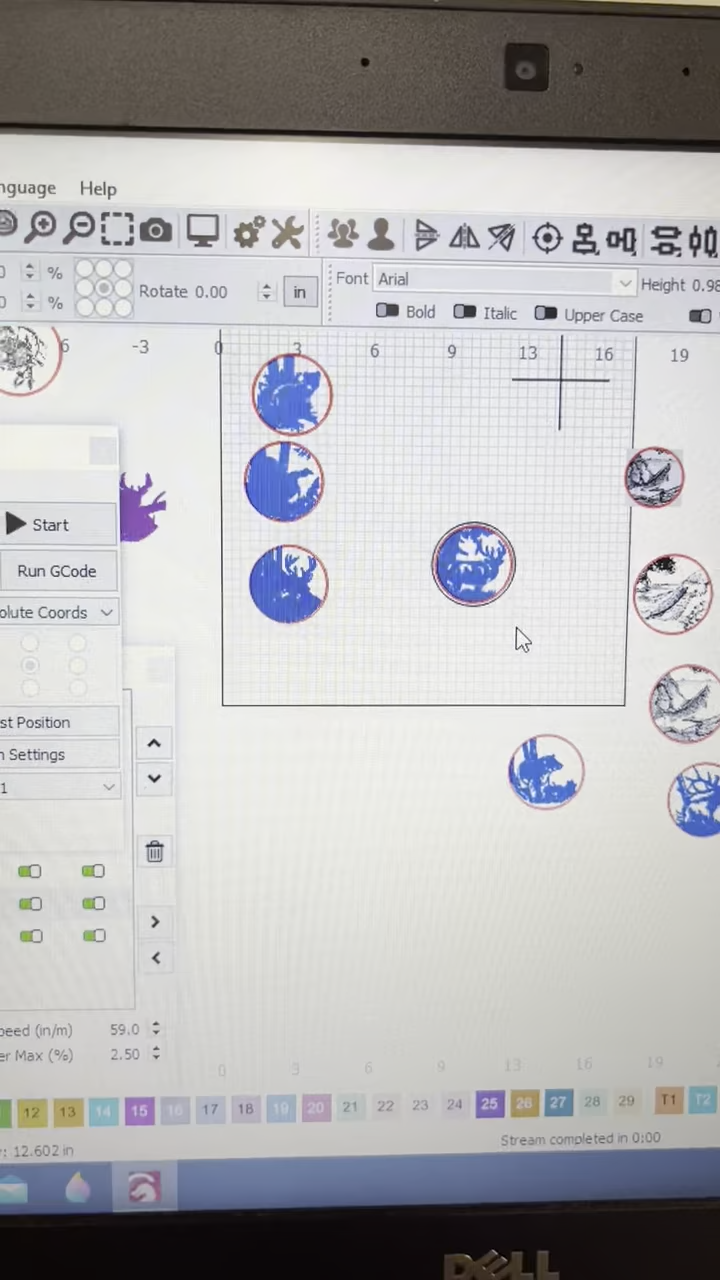 nguage Help
% Rotate 0.00 in Font Arial Height 0.98
% Bold Italic Upper Case
6 -3 0 3 6 9 13 16 19
Start
Run GCode
olute Coords
st Position
n Settings
1
peed (in/m) 59.0
er Max (%) 2.50
0 3 6 9 13 16 19
12 13 14 15 16 17 18 19 20 21 22 23 24 25 26 27 28 29 T1 T2
y: 12.602 in Stream completed in 0:00
DELL